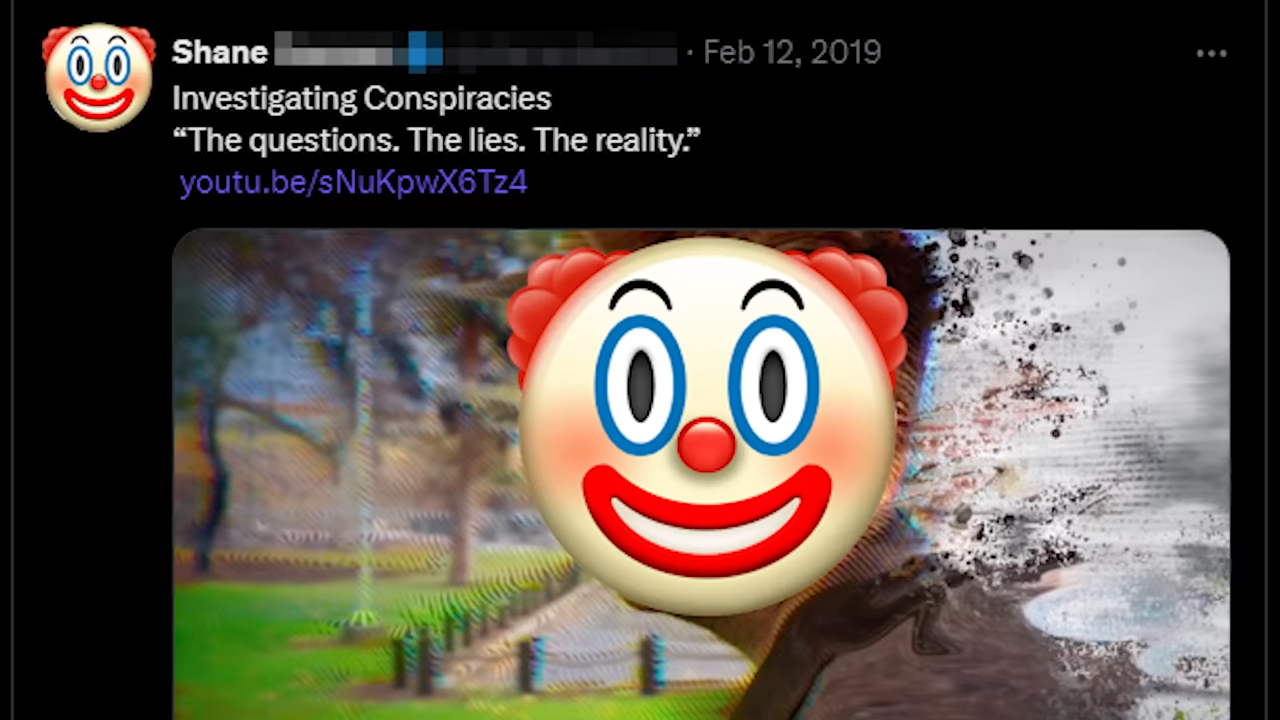 Shane · Feb 12, 2019
Investigating Conspiracies
“The questions. The lies. The reality.”
youtu.be/sNuKpwX6Tz4